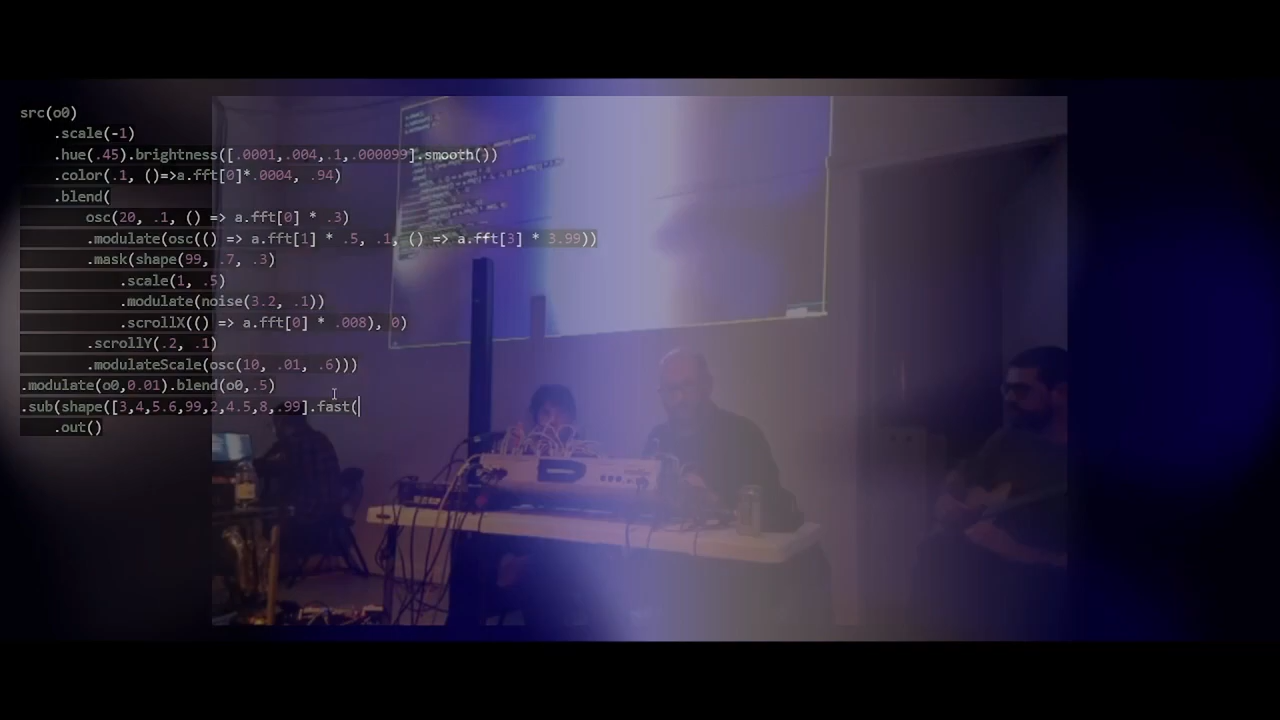 src(o0)
.scale(-1)
.hue(.45).brightness([.0001,.004,.1,.000099].smooth())
.color(.1, ()=>a.fft[0]*.0004, .94)
.blend(
osc(20, .1, () => a.fft[0] * .3)
.modulate(osc(() => a.fft[1] * .5, .1, () => a.fft[3] * 3.99))
.mask(shape(99, .7, .3)
.scale(1, .5)
.modulate(noise(3.2, .1))
.scrollX(() => a.fft[0] * .008), 0)
.scrollY(.2, .1)
.modulateScale(osc(10, .01, .6)))
.modulate(o0,0.01).blend(o0,.5)
.sub(shape([3,4,5.6,99,2,4.5,8,.99].fast(
.out()